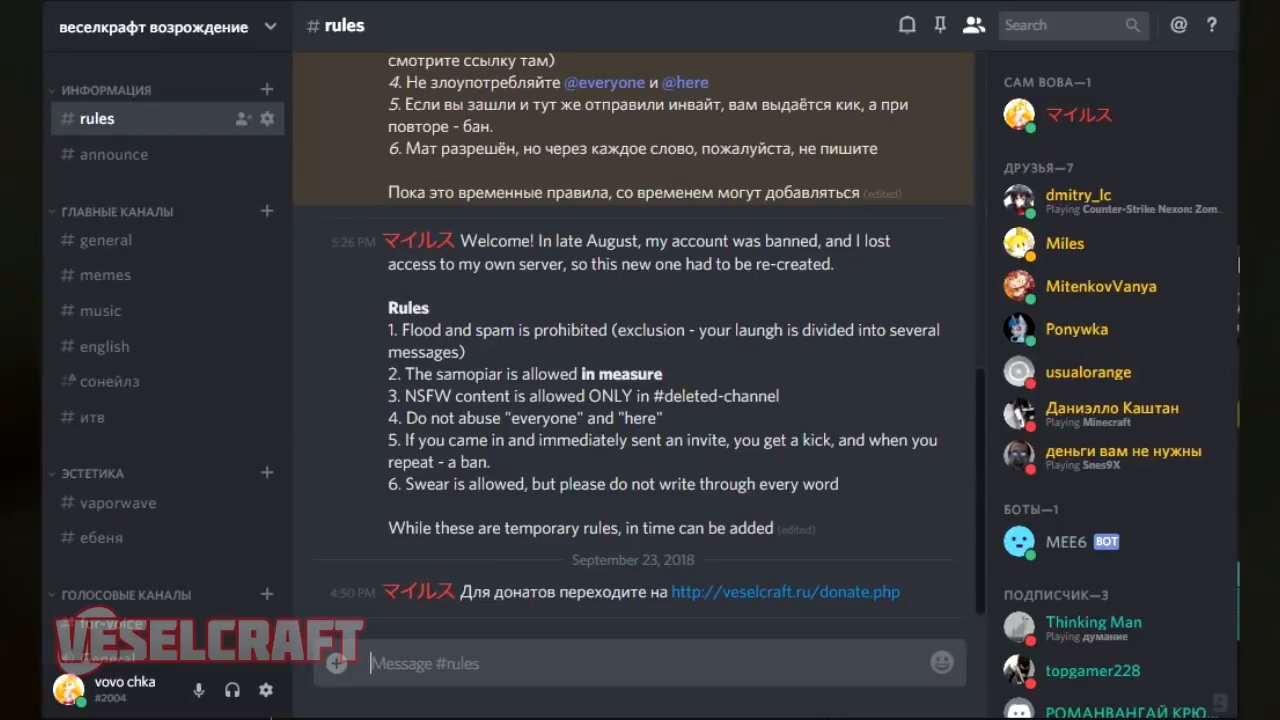 веселкрафт возрождение
ИНФОРМАЦИЯ
# rules
# announce
ГЛАВНЫЕ КАНАЛЫ
# general
# memes
# music
# english
сонейлз
# итв
ЭСТЕТИКА
# vaporwave
# ебеня
ГОЛОСОВЫЕ КАНАЛЫ
# for-voice
General
VESELCRAFT
vovo chka
#2004
# rules
Search
@ ?
смотрите ссылку там)
4. Не злоупотребляйте @everyone и @here
5. Если вы зашли и тут же отправили инвайт, вам выдаётся кик, а при
повторе - бан.
6. Мат разрешён, но через каждое слово, пожалуйста, не пишите
Пока это временные правила, со временем могут добавляться (edited)
5:26 PM マイルス Welcome! In late August, my account was banned, and I lost
access to my own server, so this new one had to be re-created.
Rules
1. Flood and spam is prohibited (exclusion - your laungh is divided into several
messages)
2. The samopiar is allowed in measure
3. NSFW content is allowed ONLY in #deleted-channel
4. Do not abuse "everyone" and "here"
5. If you came in and immediately sent an invite, you get a kick, and when you
repeat - a ban.
6. Swear is allowed, but please do not write through every word
While these are temporary rules, in time can be added (edited)
September 23, 2018
4:50 PM マイルス Для донатов переходите на http://veselcraft.ru/donate.php
Message #rules
САМ ВОВА—1
マイルス
ДРУЗЬЯ—7
dmitry_lc
Playing Counter-Strike Nexon: Zom...
Miles
MitenkovVanya
Ponywka
usualorange
Даниэлло Каштан
Playing Minecraft
деньги вам не нужны
Playing Snes9X
БОТЫ—1
MEE6 BOT
ПОДПИСЧИК—3
Thinking Man
Playing думание
topgamer228
РОМАНВАНГАЙ КРЮ...